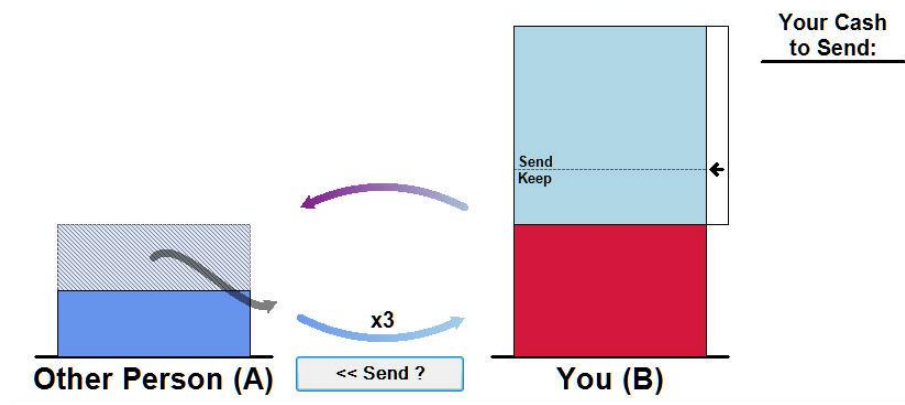 Your Cash
to Send:
Send
Keep
x3
<< Send ?
Other Person (A)
You (B)